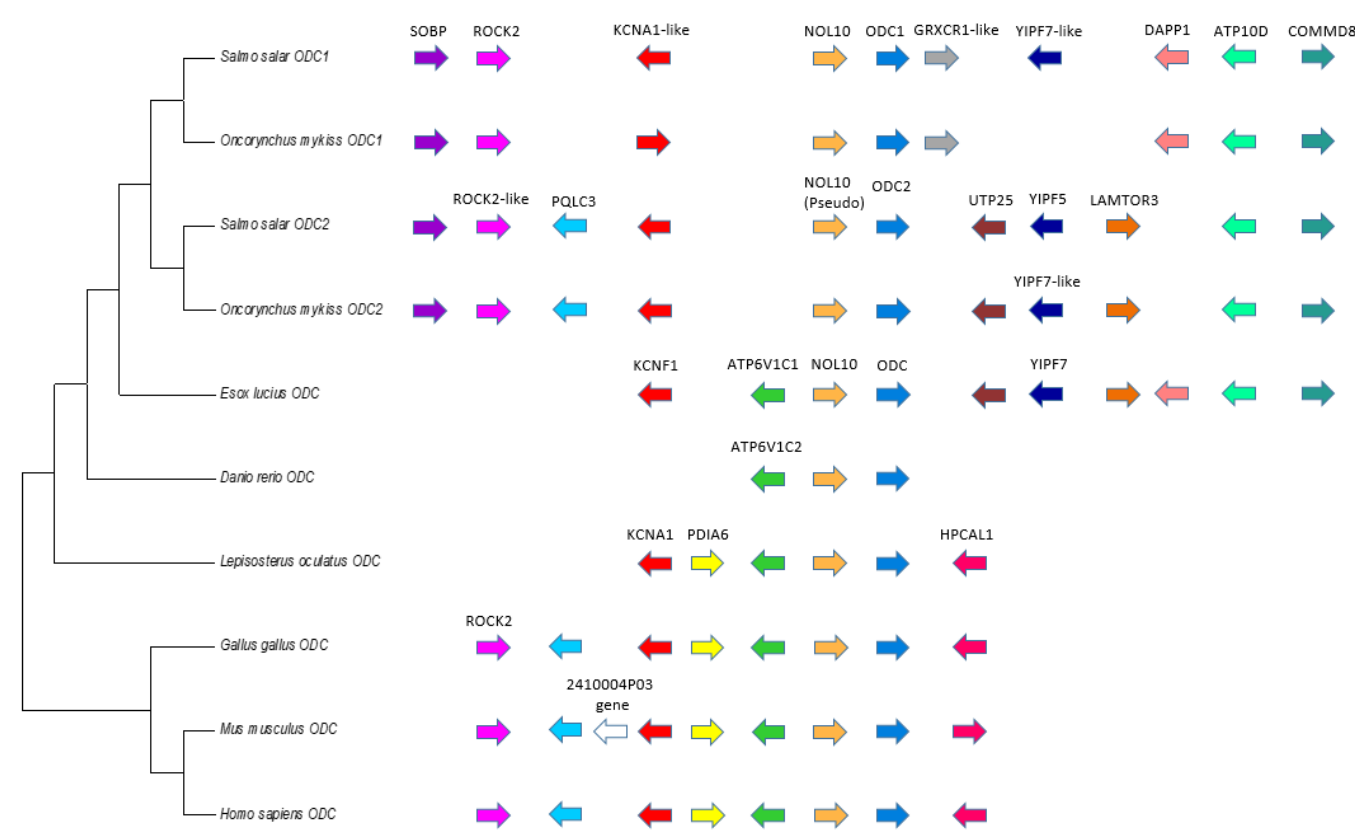 SOBP ROCK2 KCNA1-like NOL10 ODC1 GRXCR1-like YIPF7-like DAPP1 ATP10D COMMD8
Salmo salar ODC1
Oncorynchus mykiss ODC1
ROCK2-like PQLC3 NOL10 ODC2 UTP25 YIPF5 LAMTOR3
(Pseudo)
Salmo salar ODC2
YIPF7-like
Oncorynchus mykiss ODC2
KCNF1 ATP6V1C1 NOL10 ODC YIPF7
Esox lucius ODC
ATP6V1C2
Danio rerio ODC
KCNA1 PDIA6 HPCAL1
Lepisosterus oculatus ODC
ROCK2
Gallus gallus ODC
2410004P03
gene
Mus musculus ODC
Homo sapiens ODC